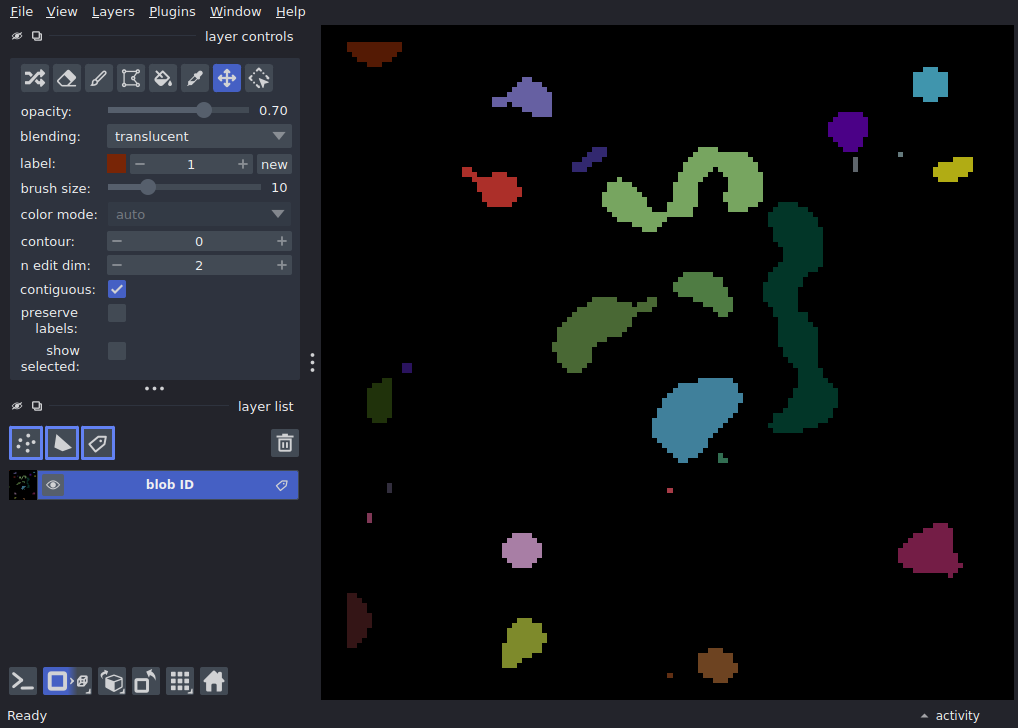 File View Layers Plugins Window Help
layer controls
opacity: 0.70
blending: translucent
label: 1 new
brush size: 10
color mode: auto
contour: 0
n edit dim: 2
contiguous:
preserve
labels:
show
selected:
layer list
blob ID
Ready
activity